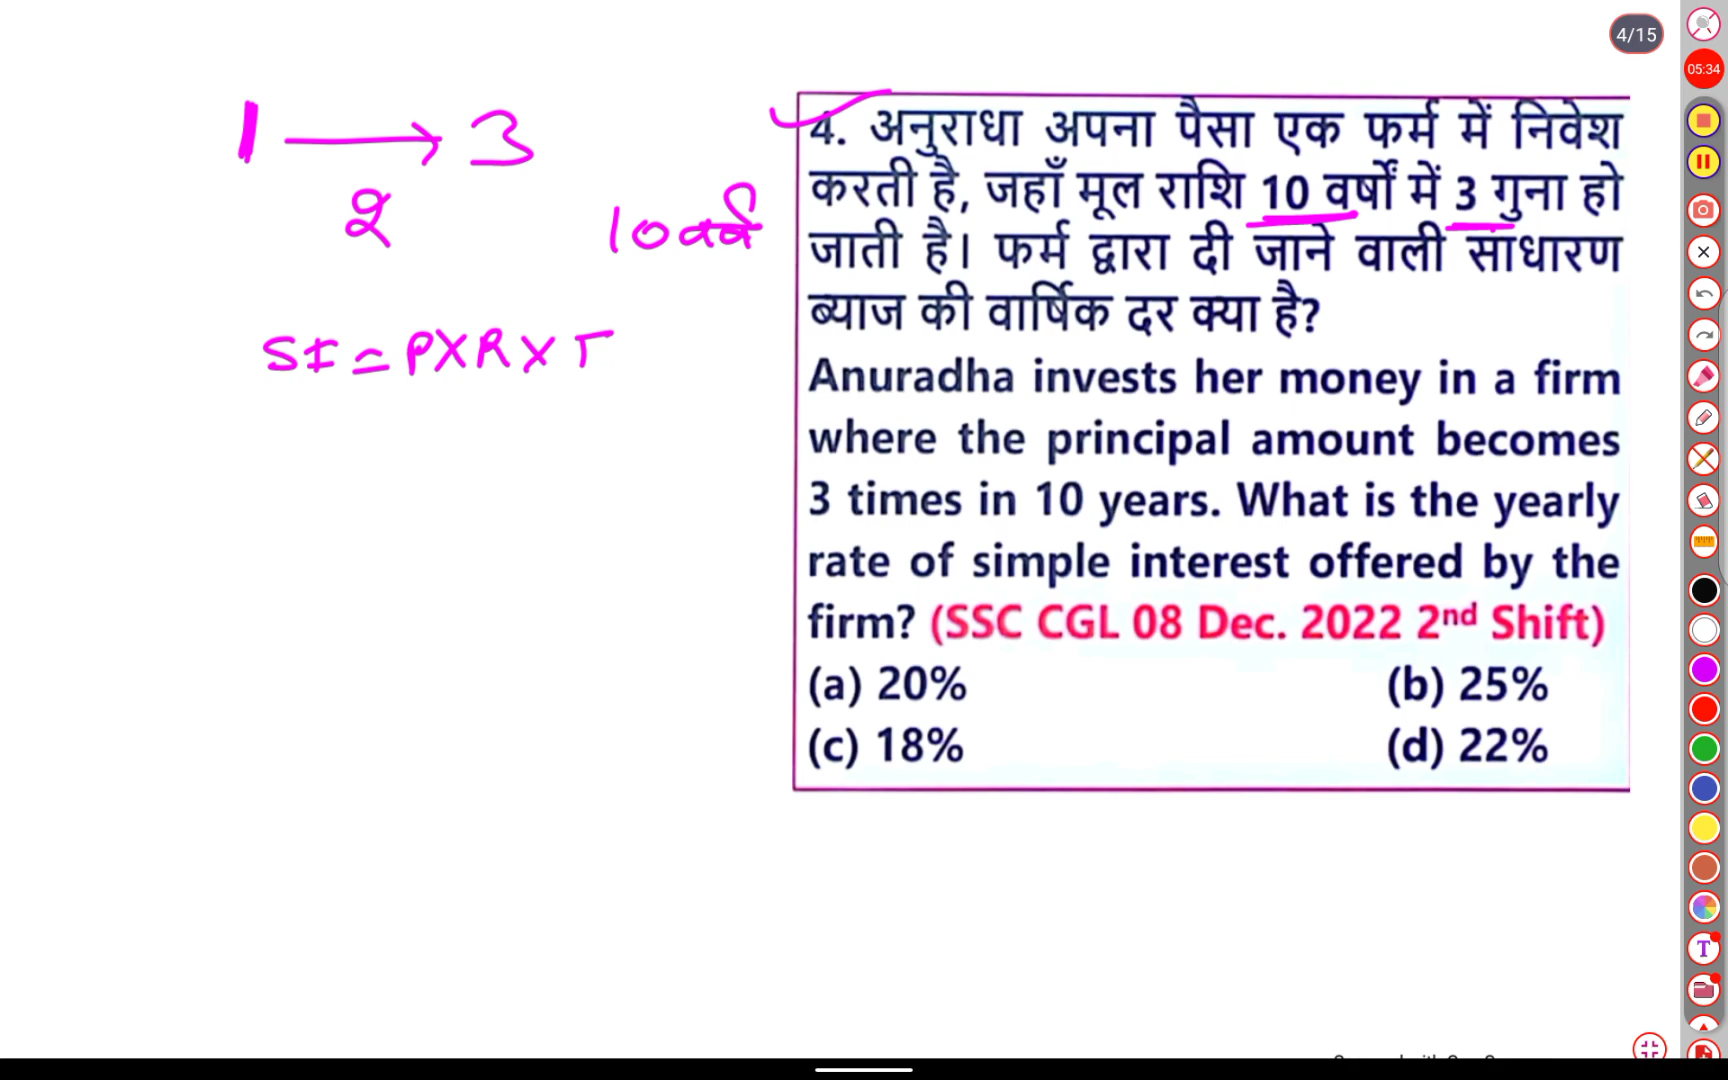 4/15
05:34
1 → 3
2
10 वर्ष
SI = P X R X T
4. अनुराधा अपना पैसा एक फर्म में निवेश
करती है, जहाँ मूल राशि 10 वर्षों में 3 गुना हो
जाती है। फर्म द्वारा दी जाने वाली साधारण
ब्याज की वार्षिक दर क्या है?
Anuradha invests her money in a firm
where the principal amount becomes
3 times in 10 years. What is the yearly
rate of simple interest offered by the
firm? (SSC CGL 08 Dec. 2022 2nd Shift)
(a) 20% (b) 25%
(c) 18% (d) 22%
T